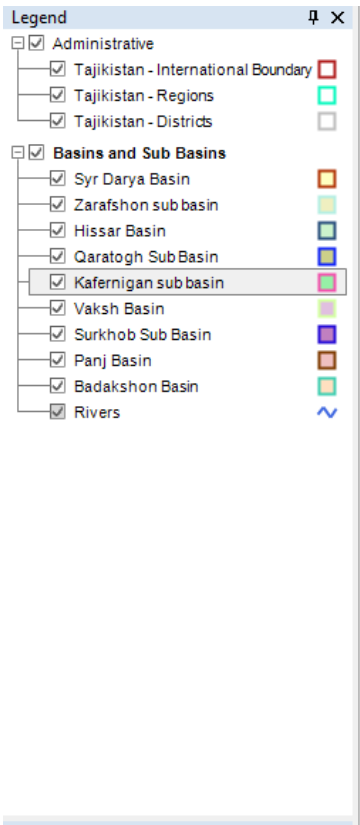 Legend
Administrative
Tajikistan - International Boundary
Tajikistan - Regions
Tajikistan - Districts
Basins and Sub Basins
Syr Darya Basin
Zarafshon sub basin
Hissar Basin
Qaratogh Sub Basin
Kafernigan sub basin
Vaksh Basin
Surkhob Sub Basin
Panj Basin
Badakshon Basin
Rivers